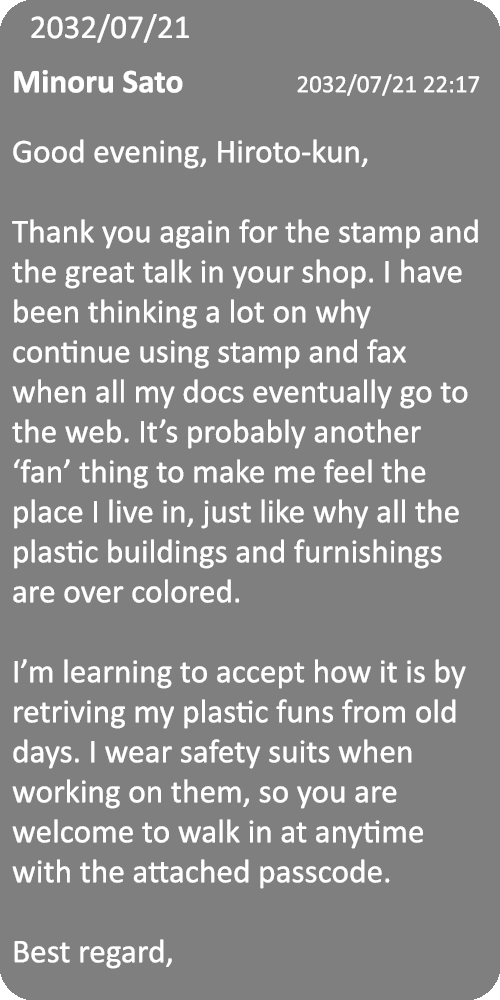 2032/07/21
Minoru Sato 2032/07/21 22:17
Good evening, Hiroto-kun,
Thank you again for the stamp and
the great talk in your shop. I have
been thinking a lot on why
continue using stamp and fax
when all my docs eventually go to
the web. It’s probably another
‘fan’ thing to make me feel the
place I live in, just like why all the
plastic buildings and furnishings
are over colored.
I’m learning to accept how it is by
retriving my plastic funs from old
days. I wear safety suits when
working on them, so you are
welcome to walk in at anytime
with the attached passcode.
Best regard,